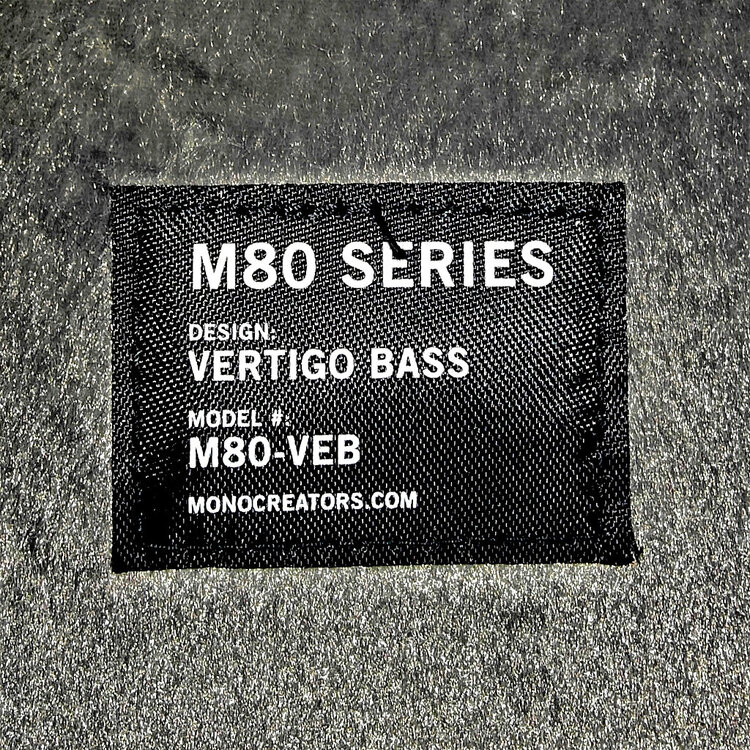 M80 SERIES
DESIGN:
VERTIGO BASS
MODEL #:
M80-VEB
MONOCREATORS.COM